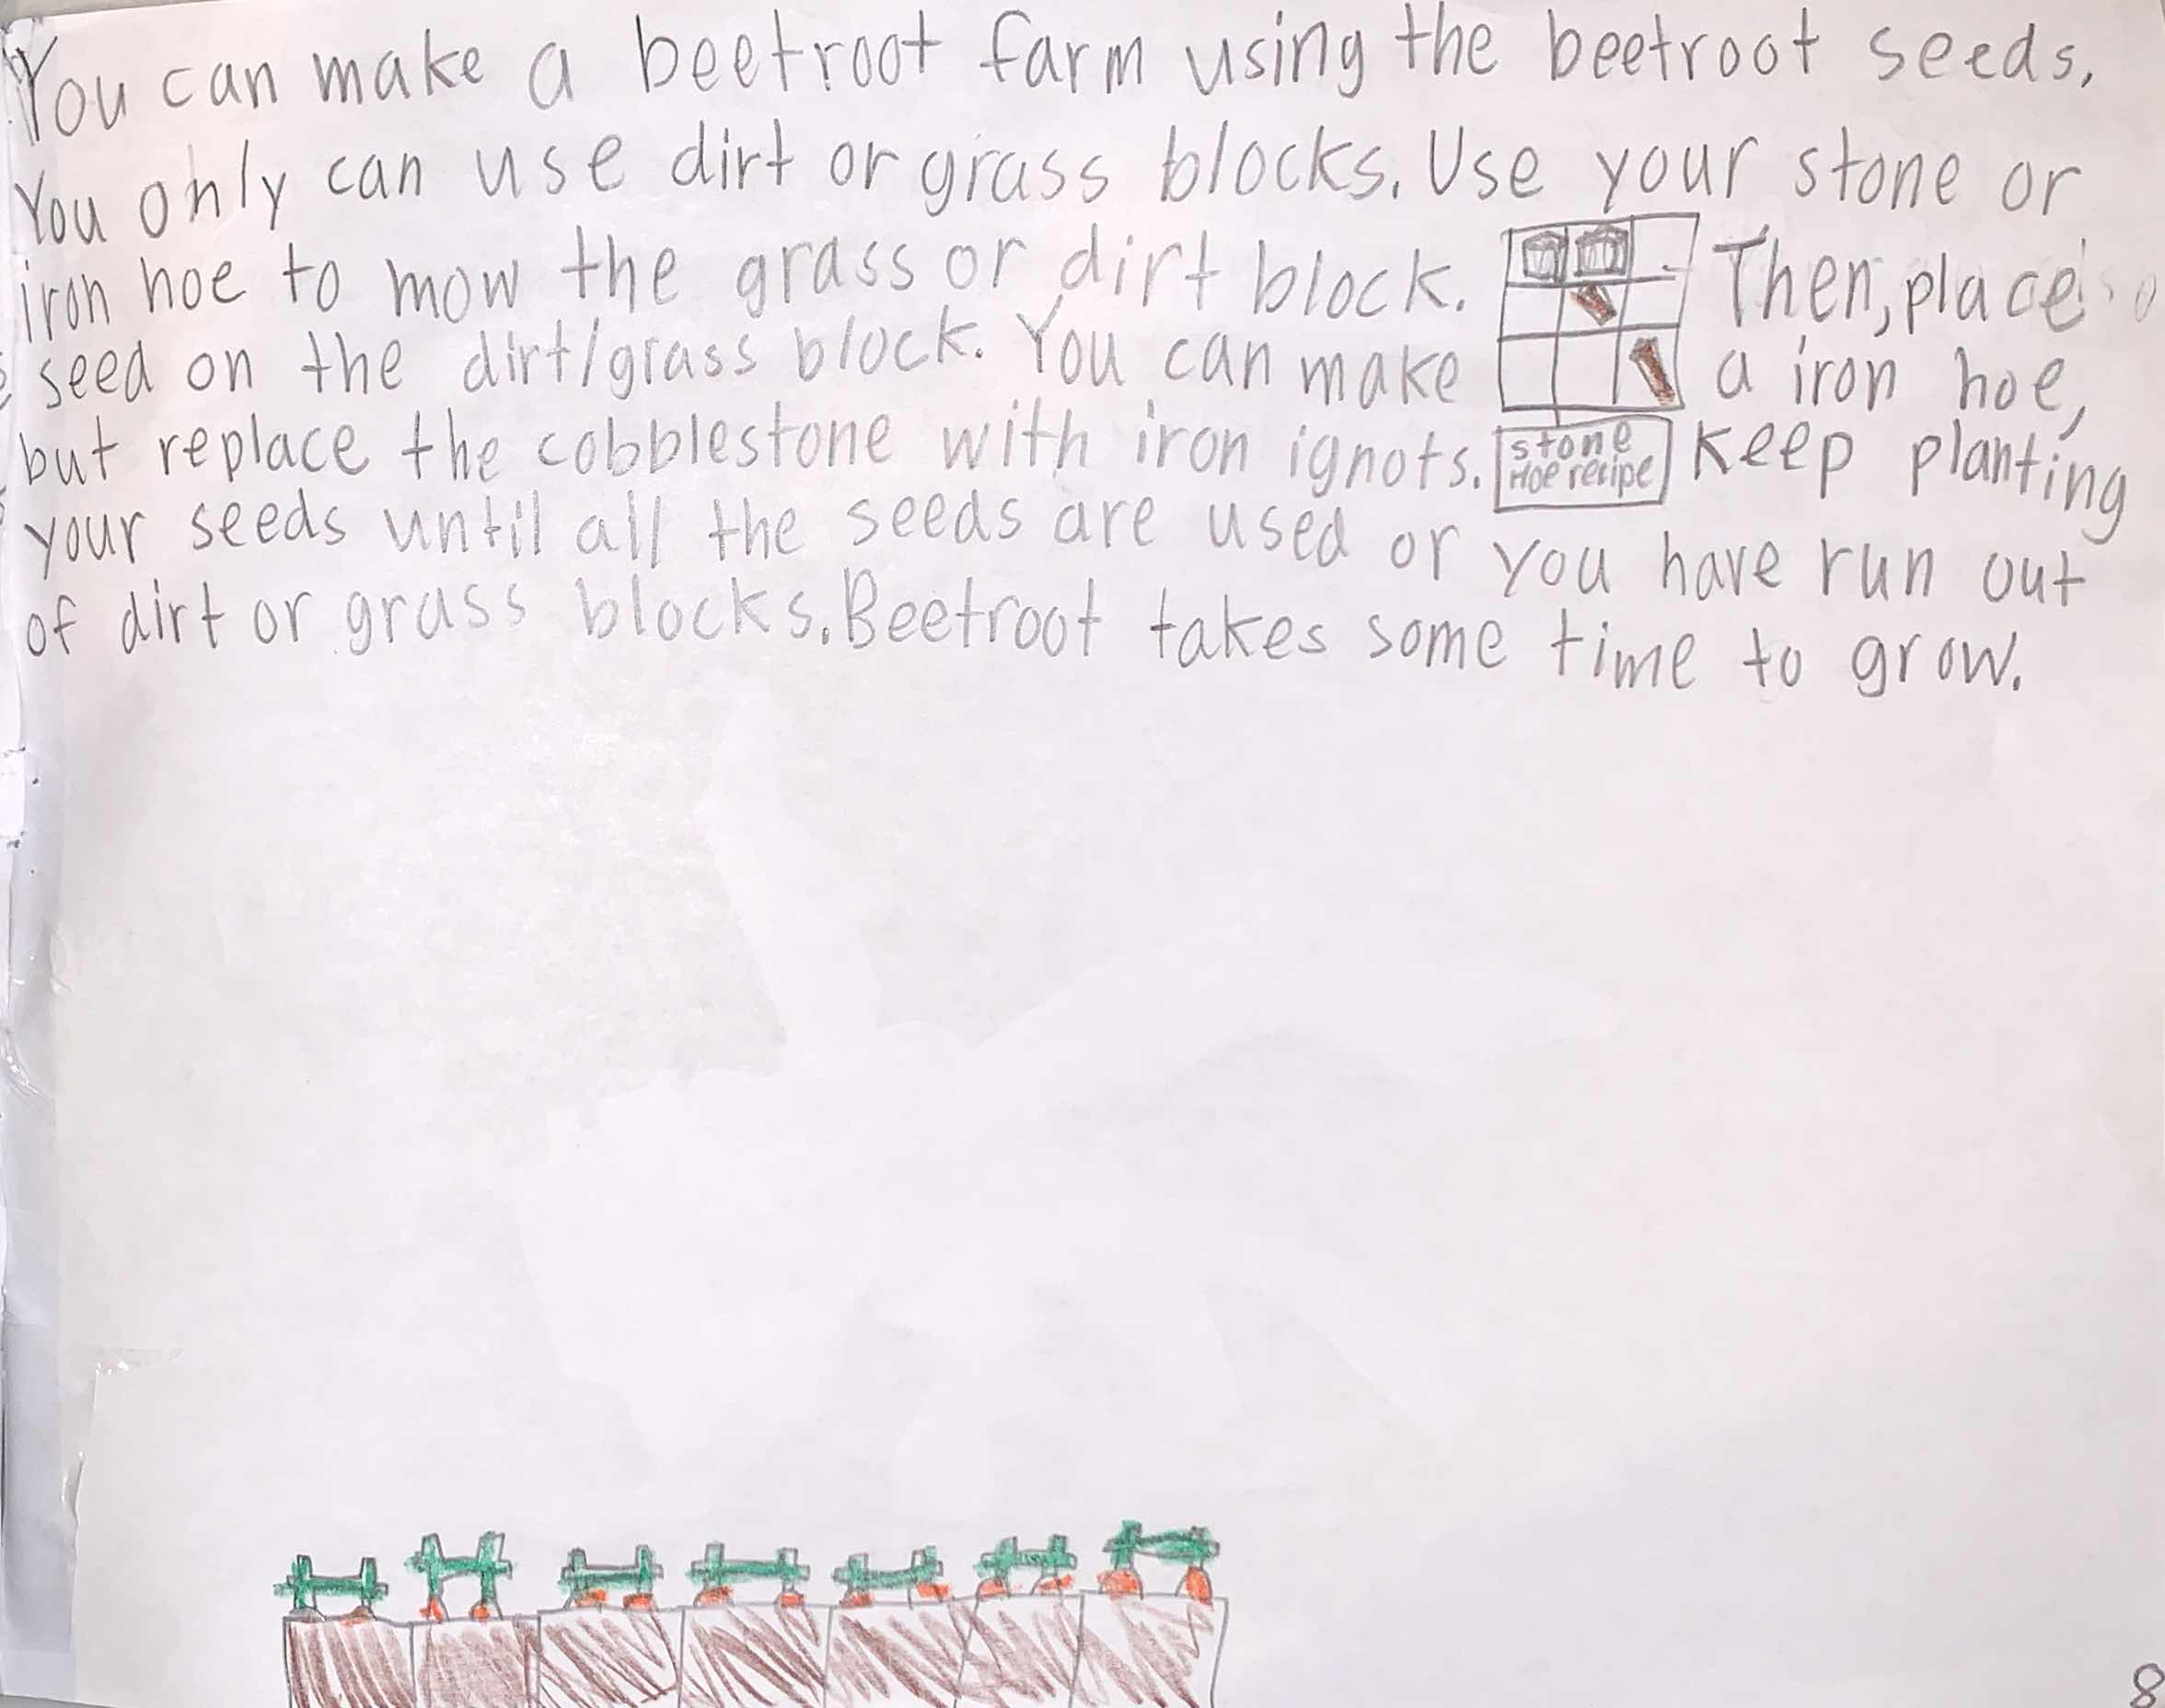 You can make a beetroot farm using the beetroot seeds.
You only can use dirt or grass blocks. Use your stone or
iron hoe to mow the grass or dirt block. Then, place
seed on the dirt/grass block. You can make a iron hoe,
but replace the cobblestone with iron ignots. Keep planting
stone
Hoe recipe
your seeds until all the seeds are used or you have run out
of dirt or grass blocks. Beetroot takes some time to grow.
8